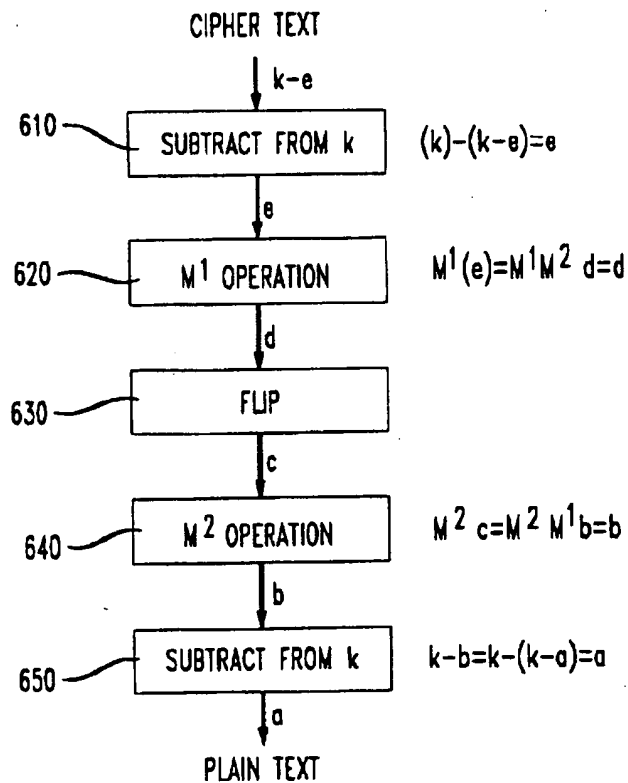 CIPHER TEXT
k-e
610 SUBTRACT FROM k (k)-(k-e)=e
e
620 M¹ OPERATION M¹(e)=M¹M² d=d
d
630 FLIP
c
640 M² OPERATION M² c=M² M¹b=b
b
650 SUBTRACT FROM k k-b=k-(k-a)=a
a
PLAIN TEXT